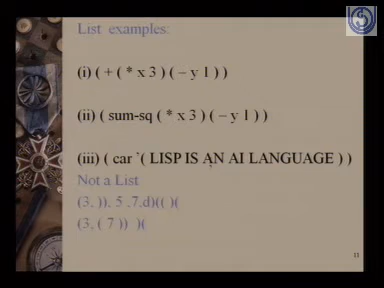 List examples:
(i) ( + ( * x 3 ) ( – y 1 ) )
(ii) ( sum-sq ( * x 3 ) ( – y 1 ) )
(iii) ( car ‘( LISP IS AN AI LANGUAGE ) )
Not a List
(3, )), 5 ,7,d)(( )(
(3, ( 7 )) )(
11